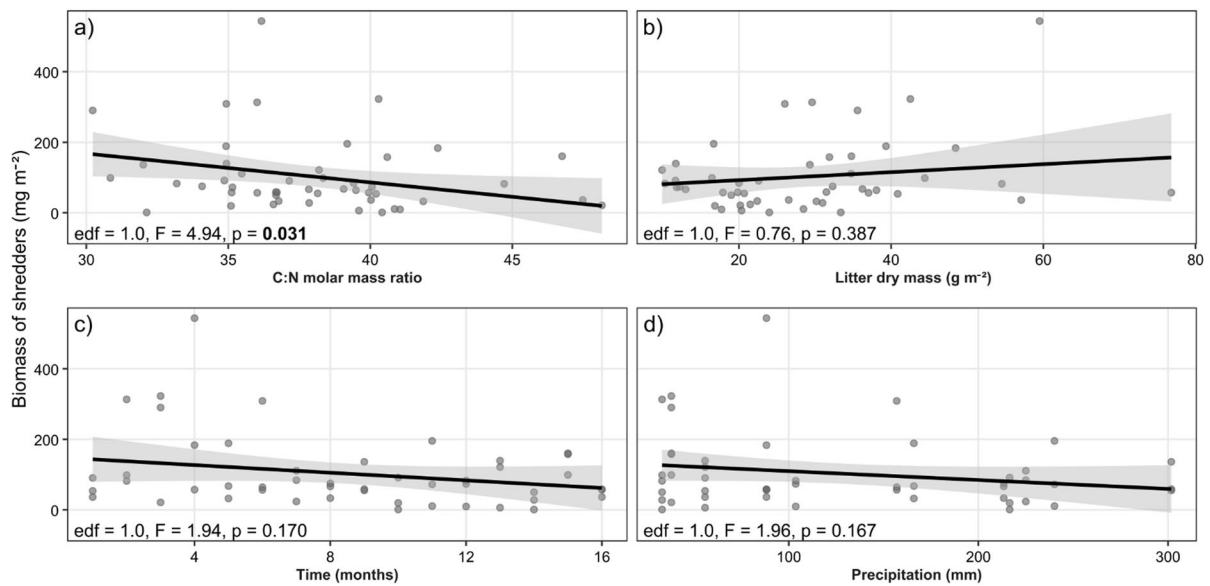 Biomass of shredders (mg m⁻²)
a)
400
200
0
edf = 1.0, F = 4.94, p = 0.031
30 35 40 45
C:N molar mass ratio
b)
edf = 1.0, F = 0.76, p = 0.387
20 40 60 80
Litter dry mass (g m⁻²)
c)
400
200
0
edf = 1.0, F = 1.94, p = 0.170
4 8 12 16
Time (months)
d)
edf = 1.0, F = 1.96, p = 0.167
100 200 300
Precipitation (mm)